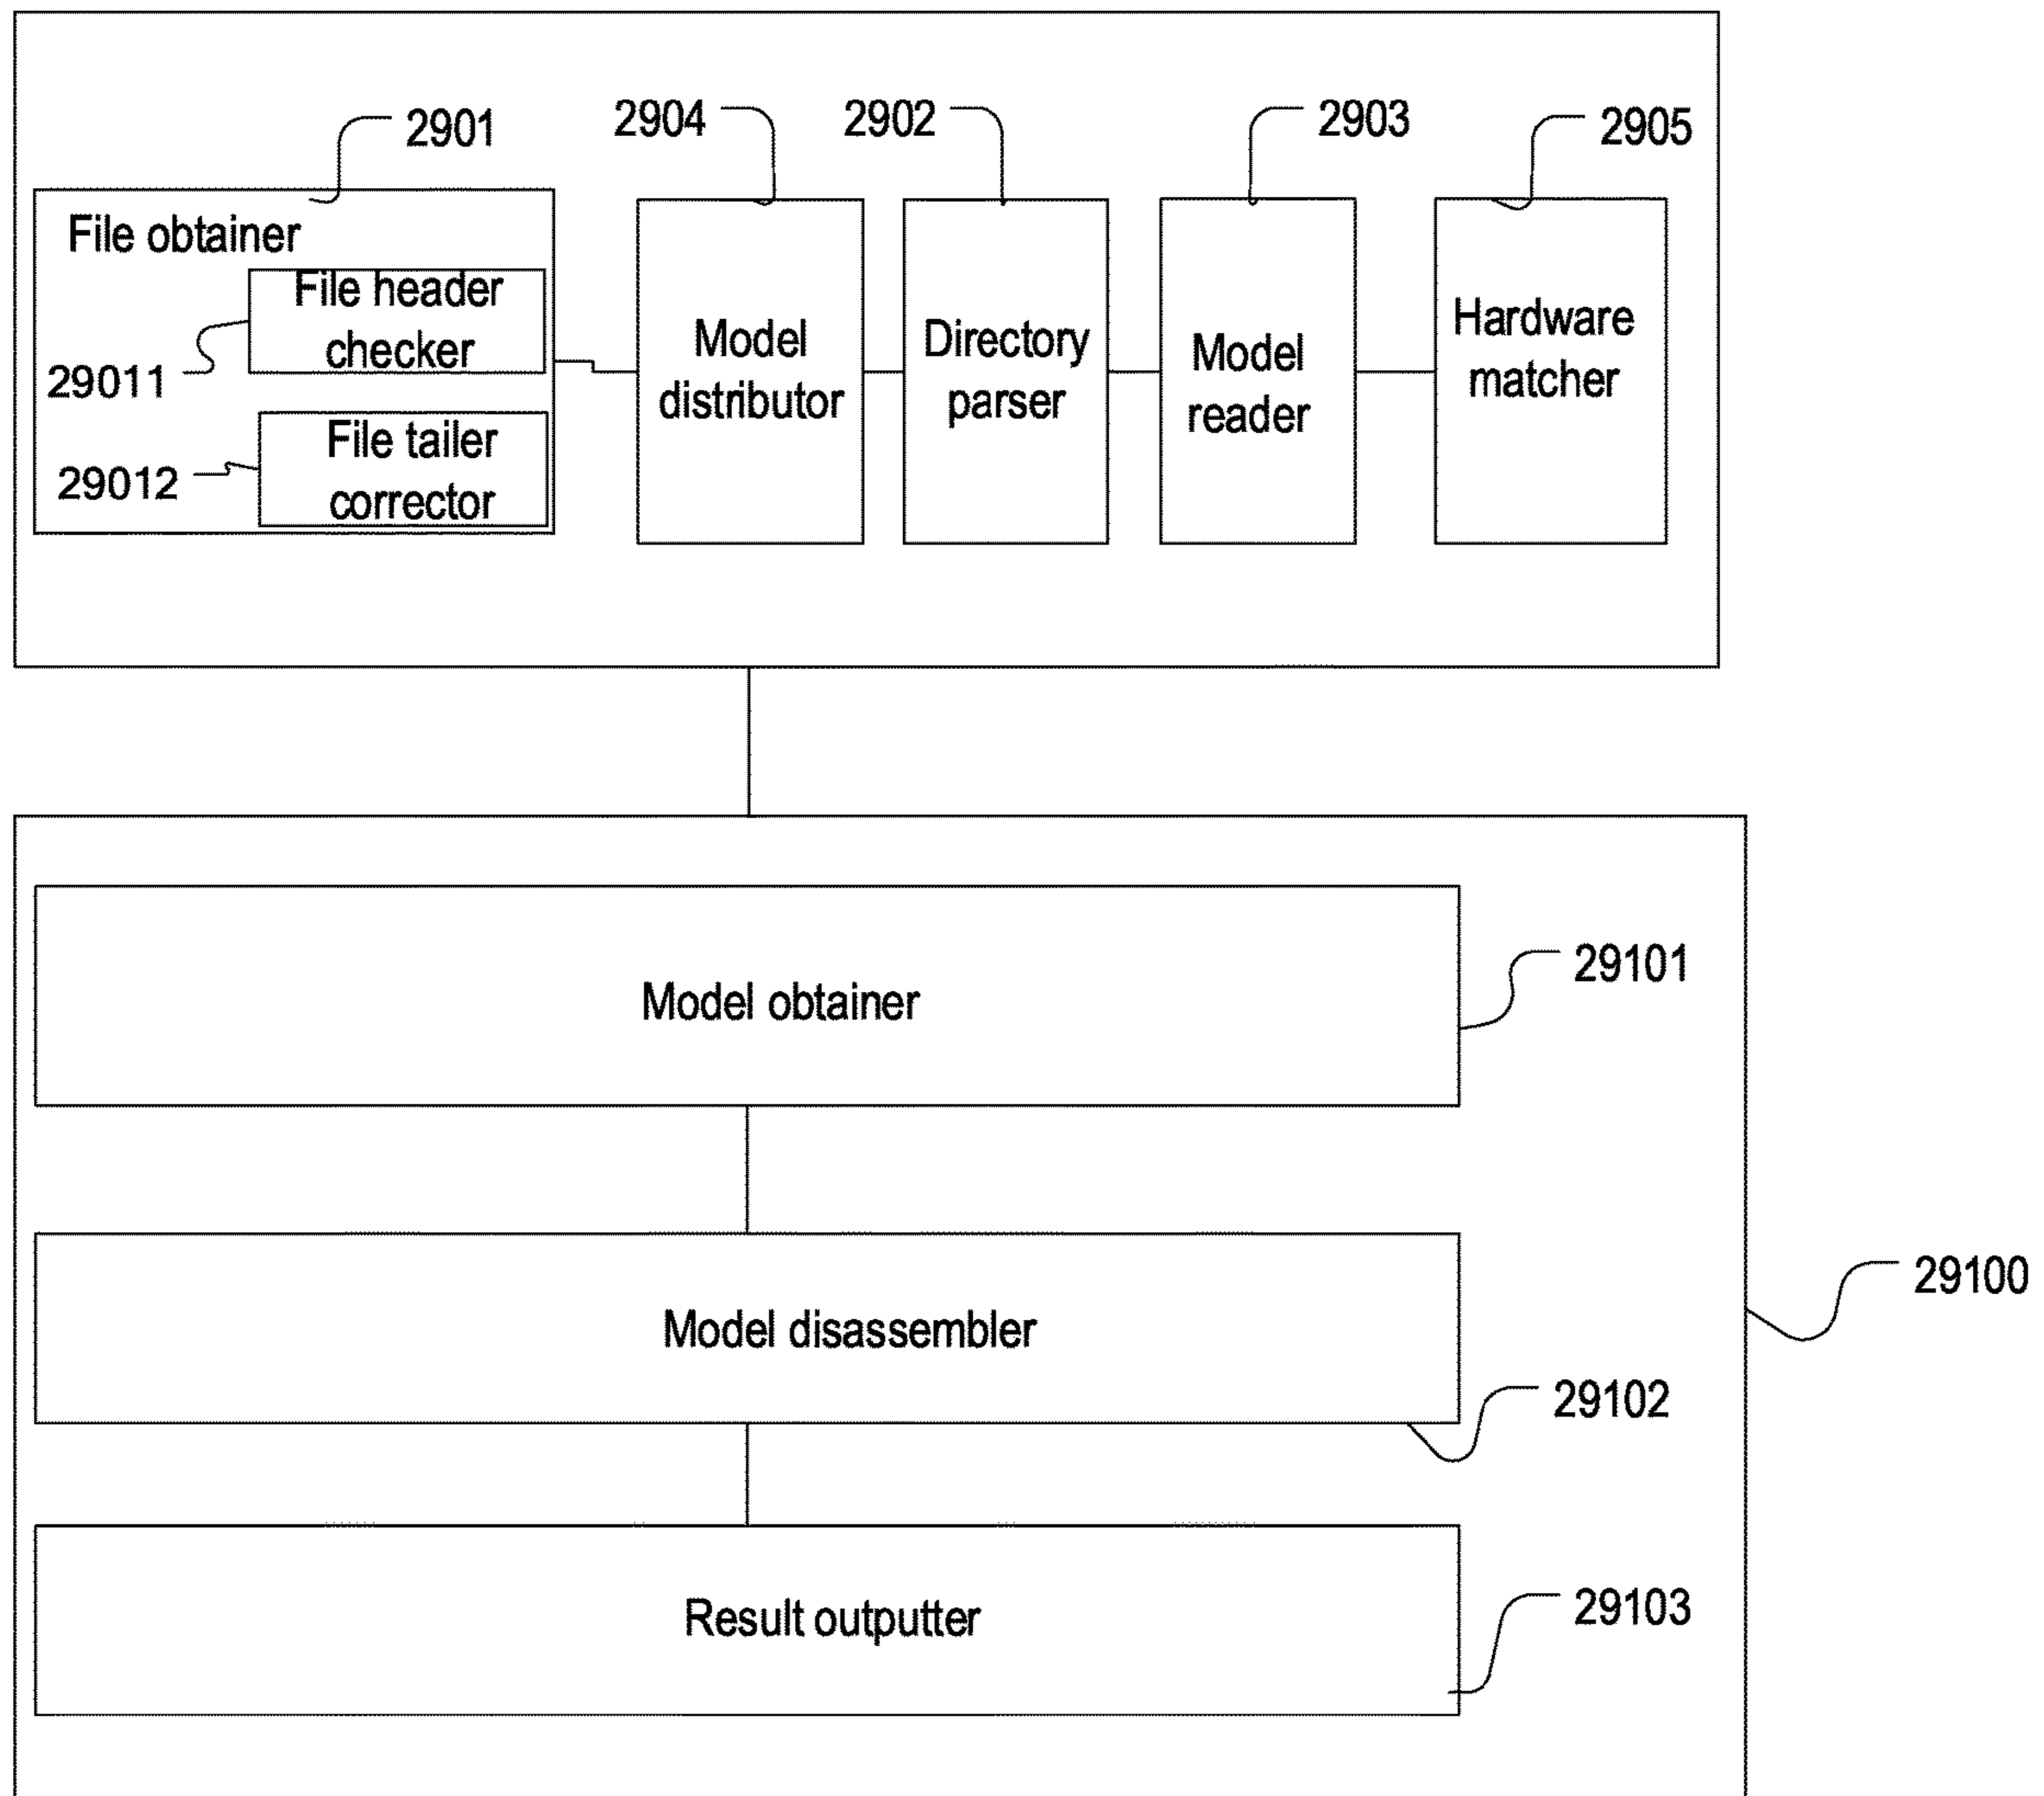 2901
2904
2902
2903
2905
File obtainer
File header
checker
29011
File tailer
corrector
29012
Model
distributor
Directory
parser
Model
reader
Hardware
matcher
Model obtainer
29101
Model disassembler
29100
29102
Result outputter
29103